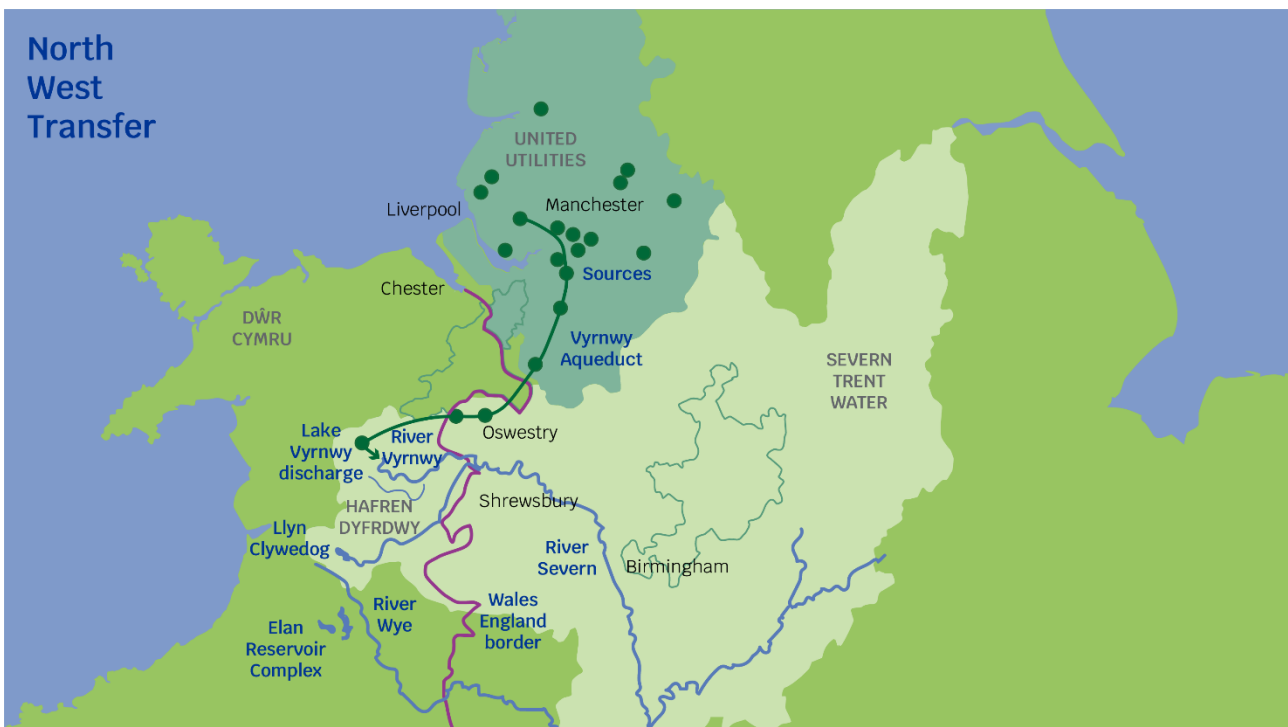 North
West
Transfer
UNITED
UTILITIES
Liverpool
Manchester
Sources
Chester
DŴR
CYMRU
Vyrnwy
Aqueduct
SEVERN
TRENT
WATER
Lake
Vyrnwy
discharge
River
Vyrnwy
Oswestry
HAFREN
DYFRDWY
Shrewsbury
Llyn
Clywedog
River
Severn
Birmingham
River
Wye
Wales
England
border
Elan
Reservoir
Complex